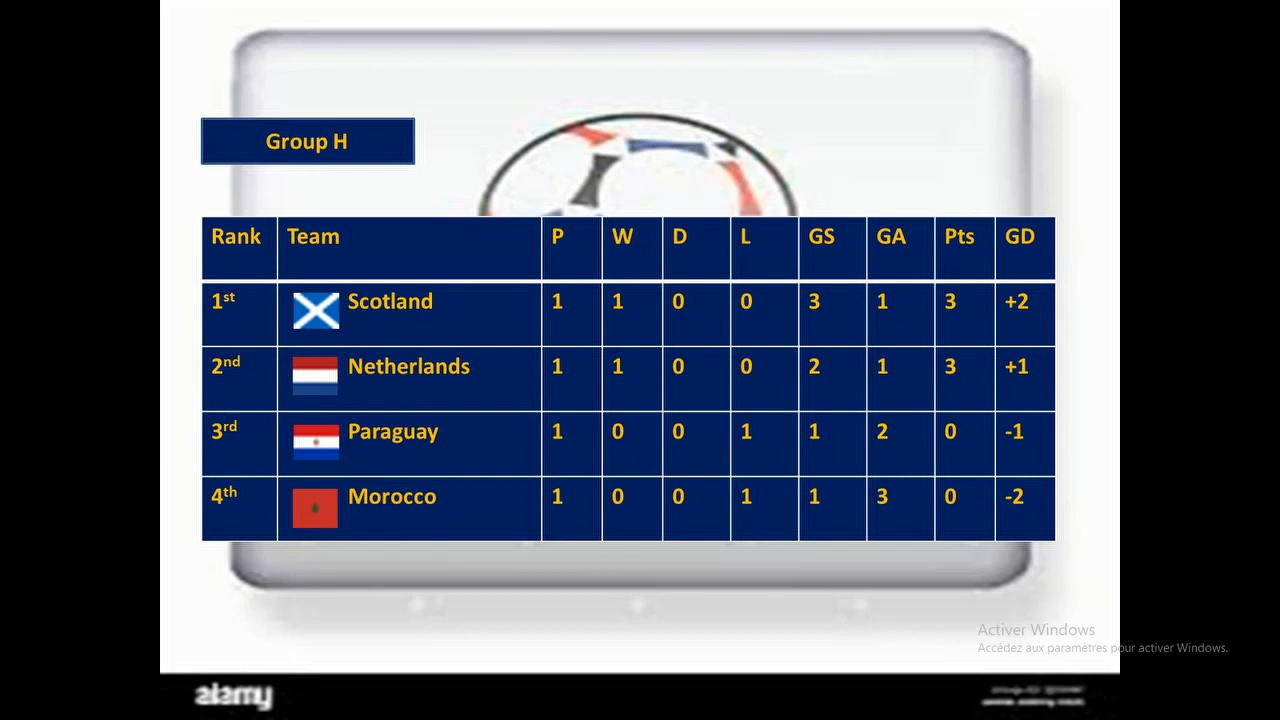 Group H
Rank Team P W D L GS GA Pts GD
1st Scotland 1 1 0 0 3 1 3 +2
2nd Netherlands 1 1 0 0 2 1 3 +1
3rd Paraguay 1 0 0 1 1 2 0 -1
4th Morocco 1 0 0 1 1 3 0 -2
Activer Windows
Accédez aux paramètres pour activer Windows.
alamy